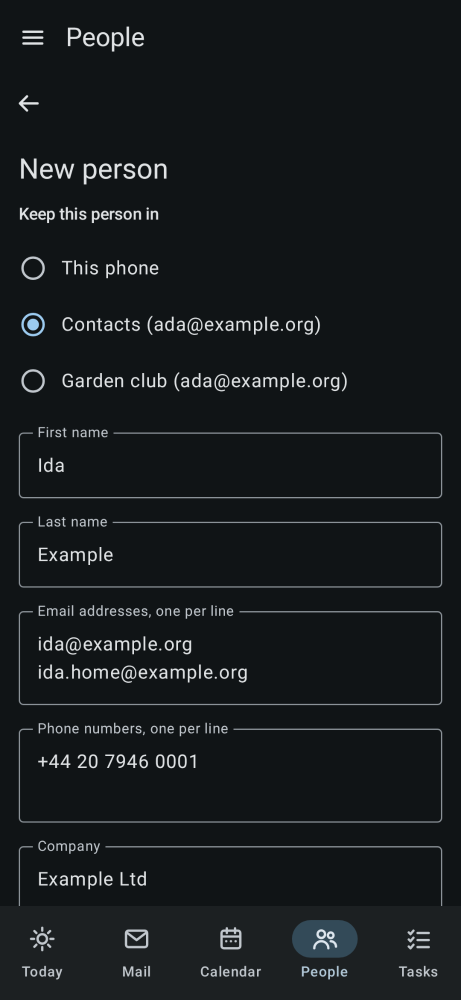 People
New person
Keep this person in
This phone
Contacts (ada@example.org)
Garden club (ada@example.org)
First name
Ida
Last name
Example
Email addresses, one per line
ida@example.org
ida.home@example.org
Phone numbers, one per line
+44 20 7946 0001
Company
Example Ltd
Today
Mail
Calendar
People
Tasks